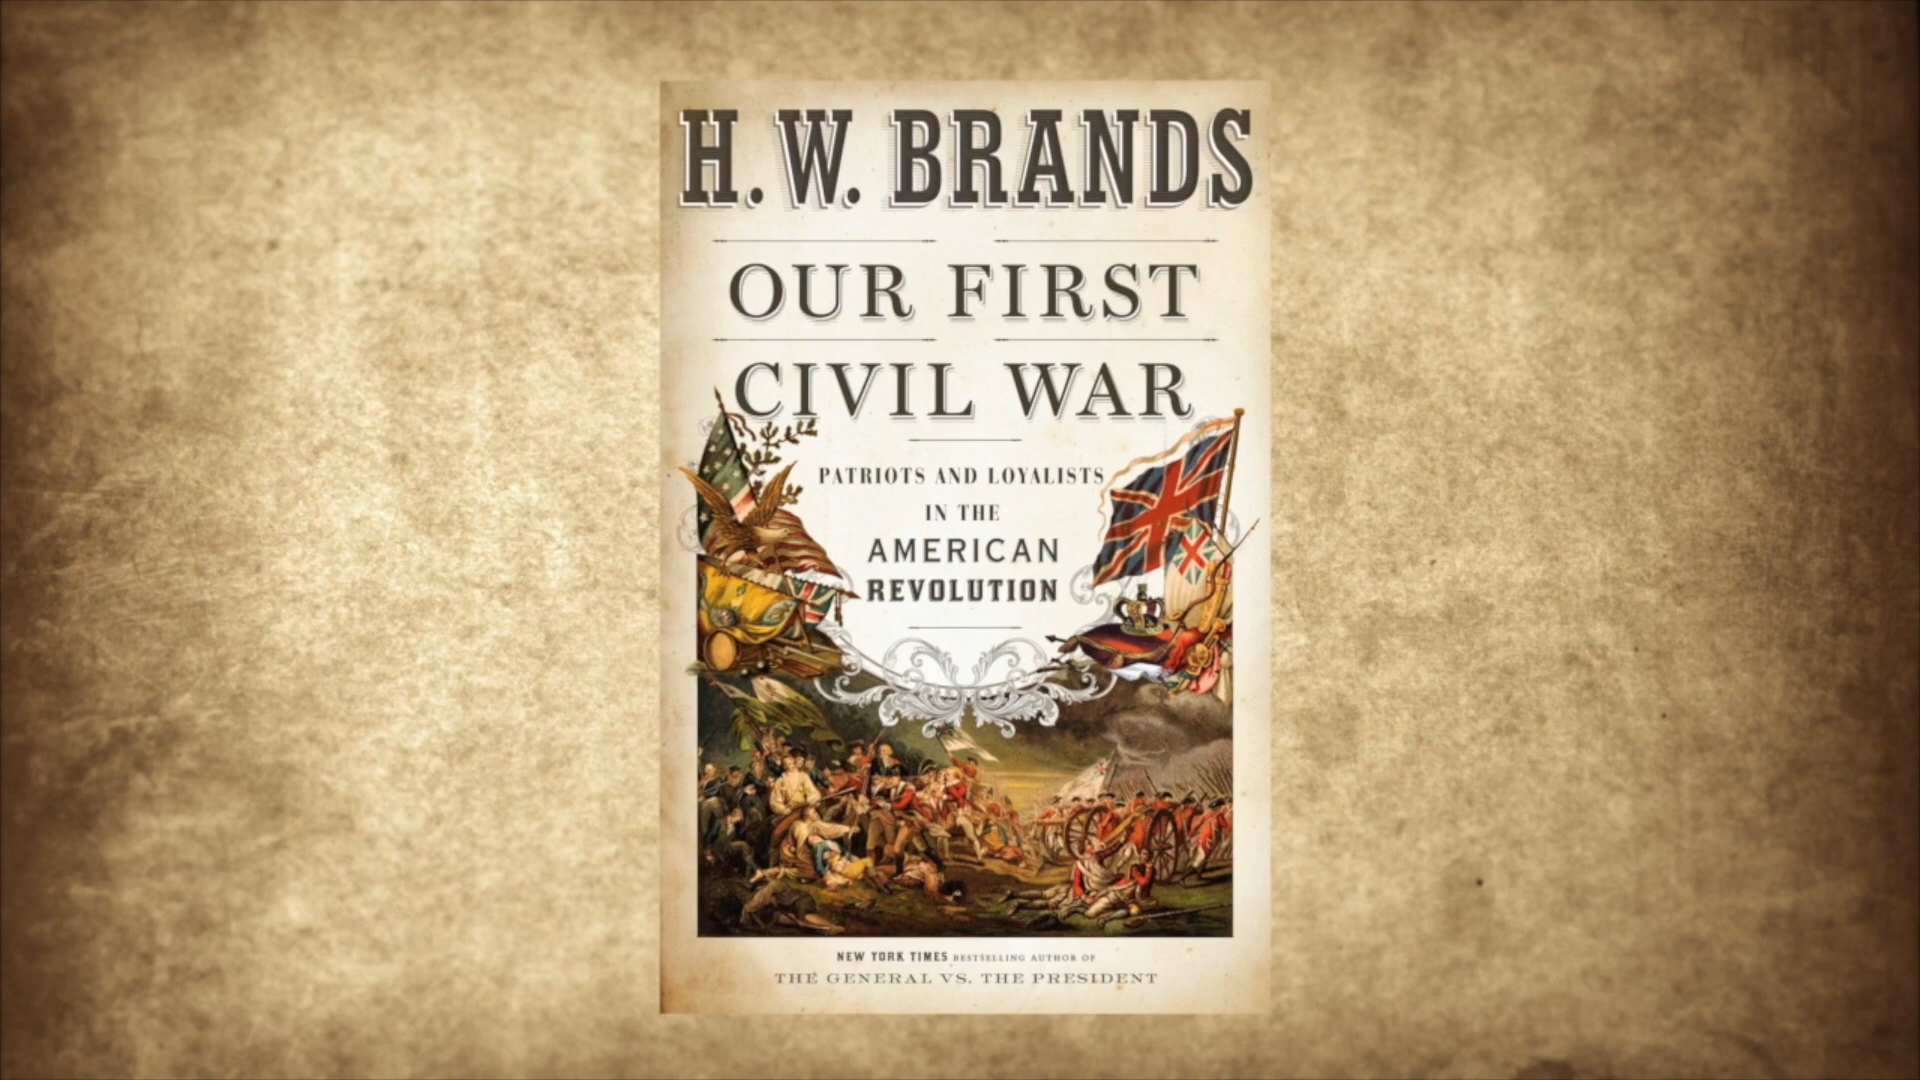 H. W. BRANDS
OUR FIRST
CIVIL WAR
PATRIOTS AND LOYALISTS
IN THE
AMERICAN
REVOLUTION
NEW YORK TIMES BESTSELLING AUTHOR OF
THE GENERAL VS. THE PRESIDENT